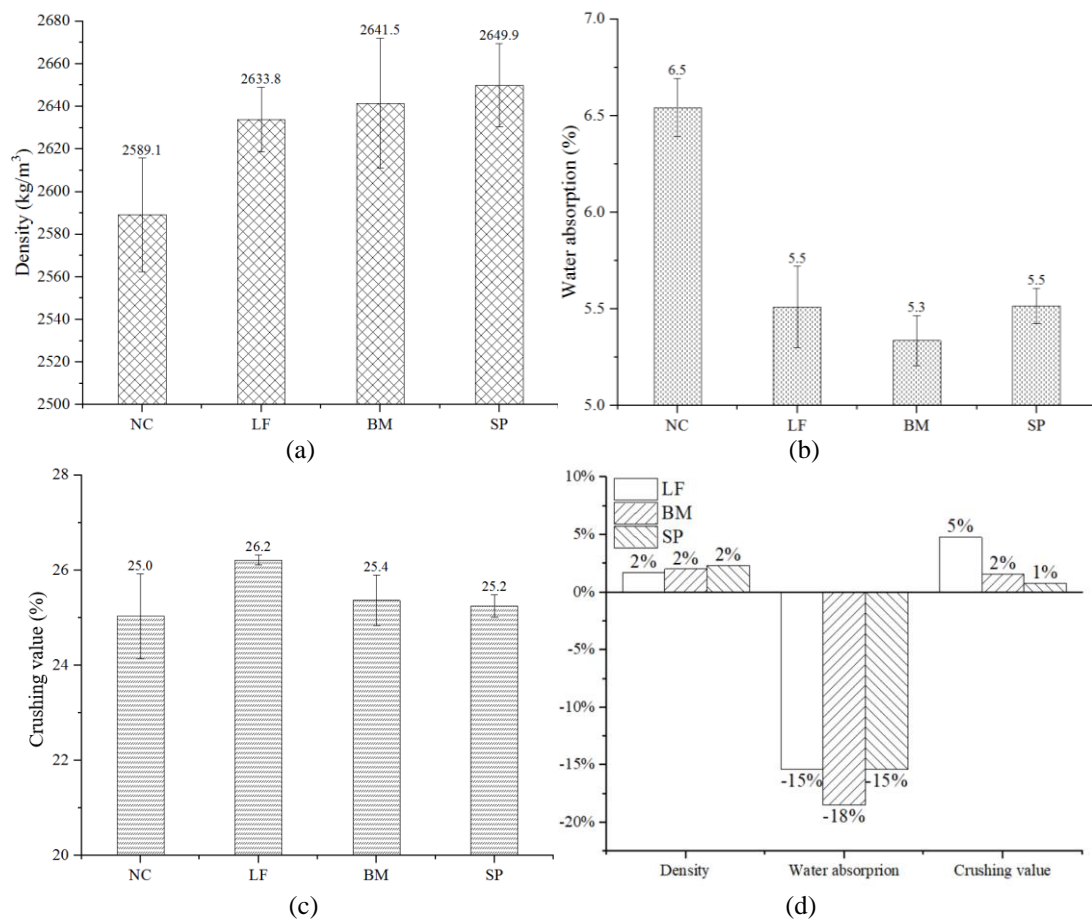 2680
2660
2640
2620
2600
2580
2560
2540
2520
2500
Density (kg/m³)
2589.1
2633.8
2641.5
2649.9
NC LF BM SP
(a)
7.0
6.5
6.0
5.5
5.0
Water absorption (%)
6.5
5.5
5.3
5.5
NC LF BM SP
(b)
28
26
24
22
20
Crushing value (%)
25.0
26.2
25.4
25.2
NC LF BM SP
(c)
10%
5%
0%
-5%
-10%
-15%
-20%
LF
BM
SP
2% 2% 2%
-15% -18% -15%
5% 2% 1%
Density Water absorprion Crushing value
(d)